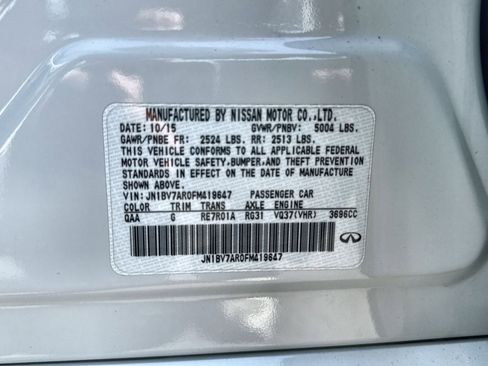 MANUFACTURED BY NISSAN MOTOR CO.,LTD.
DATE: 10/15 GVWR/PNBV: 5004 LBS.
GAWR/PNBE FR: 2524 LBS. RR: 2513 LBS.
THIS VEHICLE CONFORMS TO ALL APPLICABLE FEDERAL
MOTOR VEHICLE SAFETY, BUMPER, AND THEFT PREVENTION
STANDARDS IN EFFECT ON THE DATE OF MANUFACTURE
SHOWN ABOVE.
VIN: JN1BV7AR0FM419647 PASSENGER CAR
COLOR TRIM TRANS AXLE ENGINE
QAA G RE7R01A RG31 VQ37(VHR) 3696CC
JN1BV7AR0FM419647